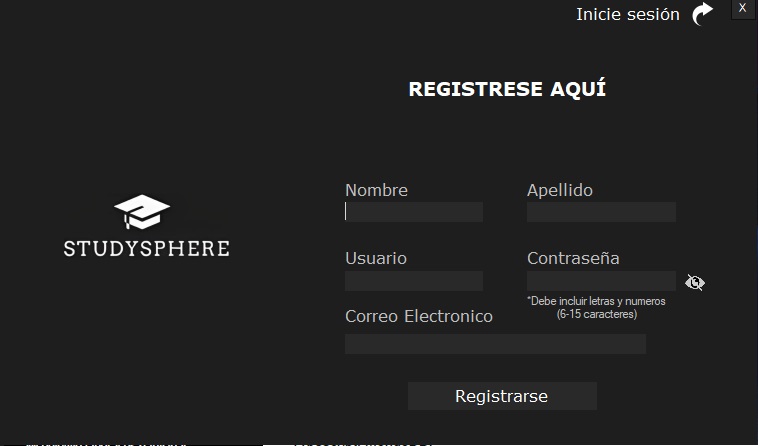 Inicie sesión
X
REGISTRESE AQUÍ
Nombre
Apellido
STUDYSPHERE
Usuario
Contraseña
*Debe incluir letras y numeros
(6-15 caracteres)
Correo Electronico
Registrarse